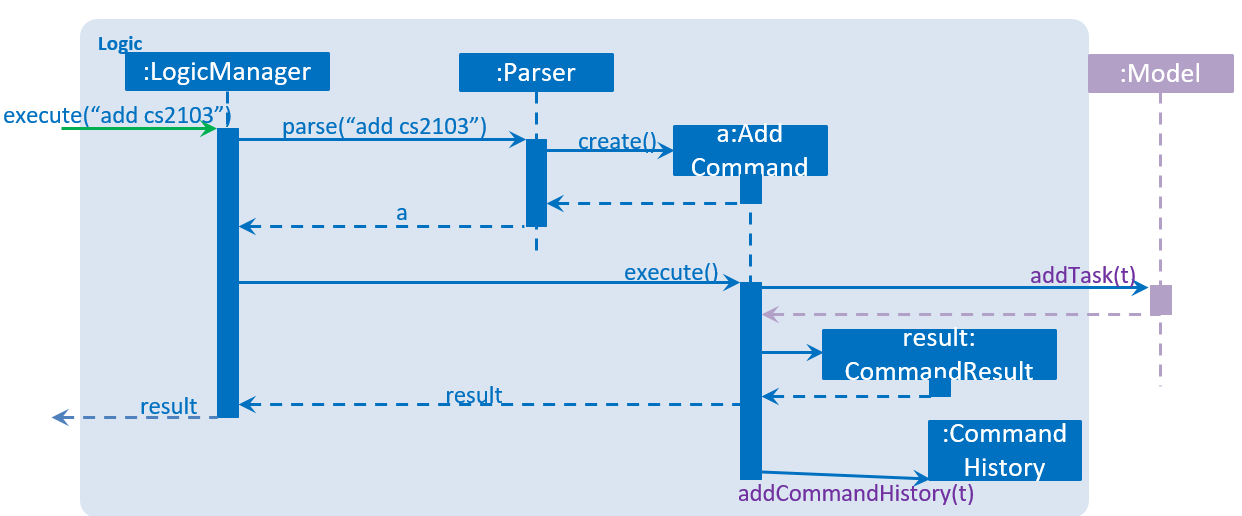 Logic
:LogicManager
:Parser
:Model
execute(“add cs2103”)
parse(“add cs2103”)
create()
a:Add
Command
a
execute()
addTask(t)
result:
CommandResult
result
result
:Command
History
addCommandHistory(t)